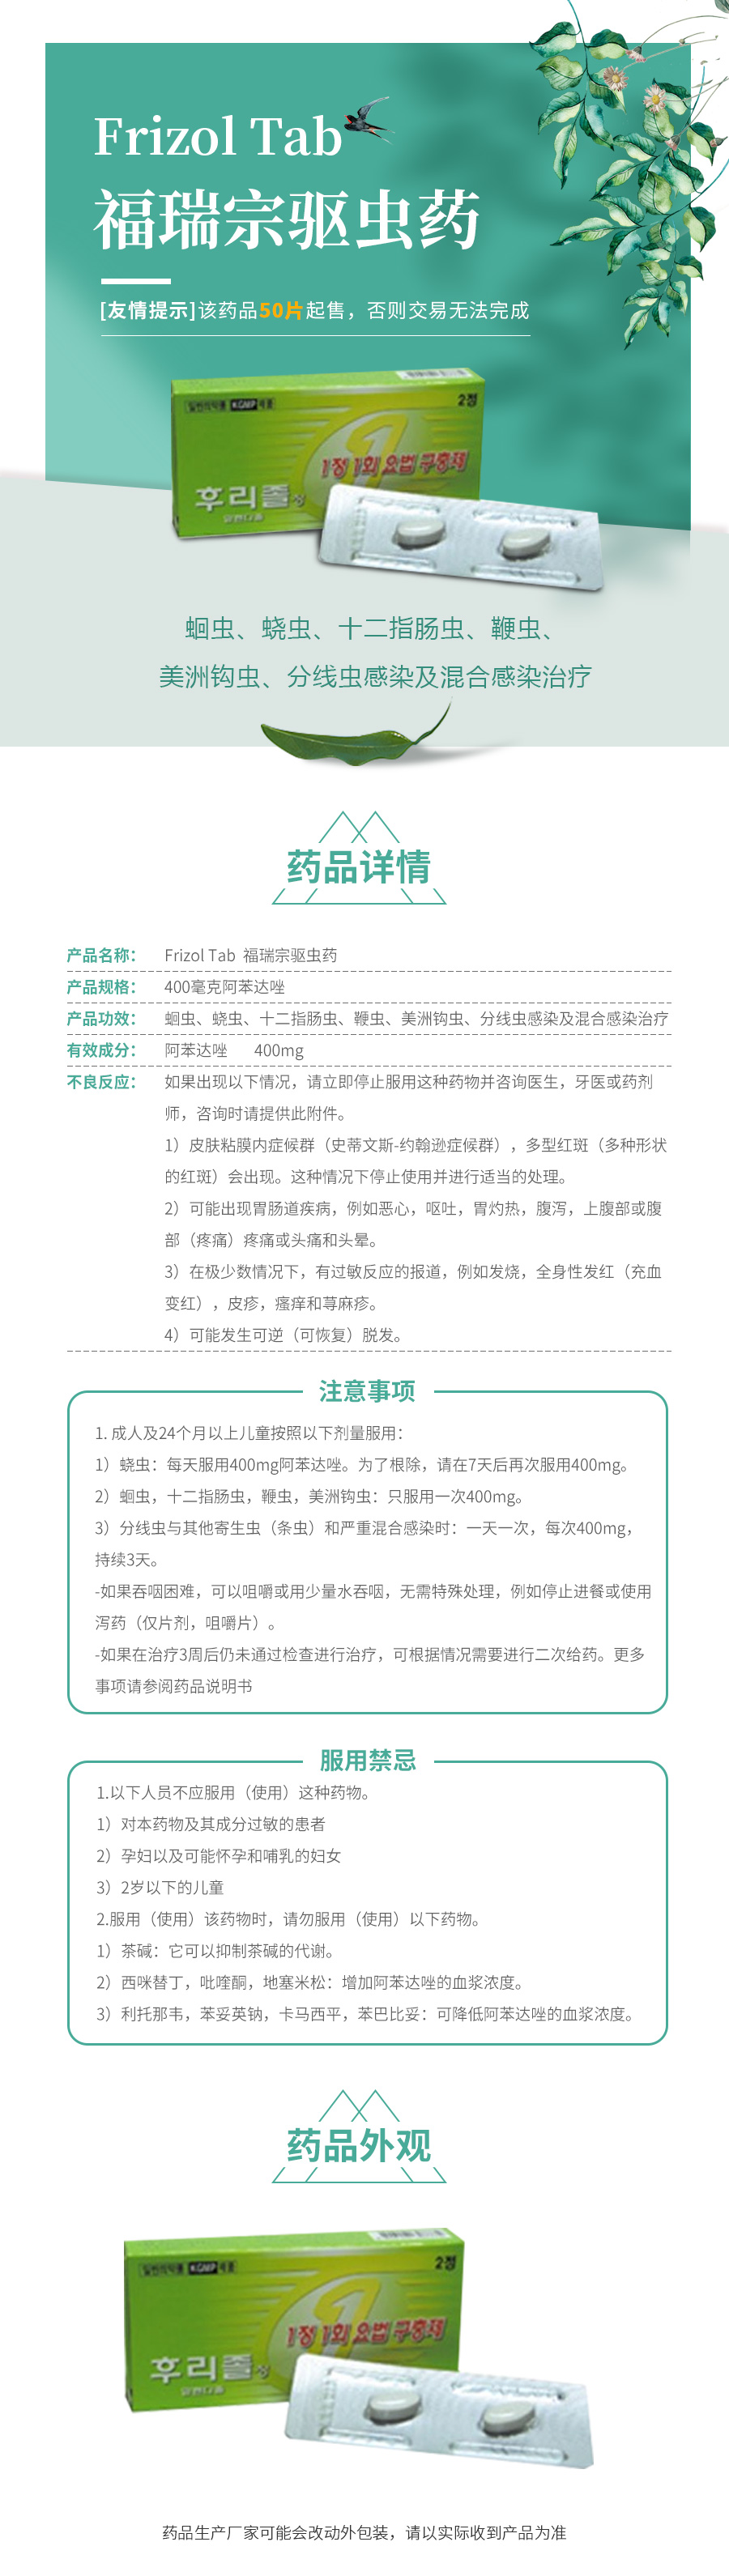 Frizol Tab
福瑞宗驱虫药
[友情提示]该药品50片起售，否则交易无法完成
일반의약품 KGMP 제품
2정
1정 1회 요법 구충제
후리졸정
알벤다졸
蛔虫、蛲虫、十二指肠虫、鞭虫、
美洲钩虫、分线虫感染及混合感染治疗
药品详情
产品名称： Frizol Tab 福瑞宗驱虫药
产品规格： 400毫克阿苯达唑
产品功效： 蛔虫、蛲虫、十二指肠虫、鞭虫、美洲钩虫、分线虫感染及混合感染治疗
有效成分： 阿苯达唑 400mg
不良反应： 如果出现以下情况，请立即停止服用这种药物并咨询医生，牙医或药剂
师，咨询时请提供此附件。
1）皮肤粘膜内症候群（史蒂文斯-约翰逊症候群），多型红斑（多种形状
的红斑）会出现。这种情况下停止使用并进行适当的处理。
2）可能出现胃肠道疾病，例如恶心，呕吐，胃灼热，腹泻，上腹部或腹
部（疼痛）疼痛或头痛和头晕。
3）在极少数情况下，有过敏反应的报道，例如发烧，全身性发红（充血
变红），皮疹，瘙痒和荨麻疹。
4）可能发生可逆（可恢复）脱发。
注意事项
1. 成人及24个月以上儿童按照以下剂量服用：
1）蛲虫：每天服用400mg阿苯达唑。为了根除，请在7天后再次服用400mg。
2）蛔虫，十二指肠虫，鞭虫，美洲钩虫：只服用一次400mg。
3）分线虫与其他寄生虫（条虫）和严重混合感染时：一天一次，每次400mg，
持续3天。
-如果吞咽困难，可以咀嚼或用少量水吞咽，无需特殊处理，例如停止进餐或使用
泻药（仅片剂，咀嚼片）。
-如果在治疗3周后仍未通过检查进行治疗，可根据情况需要进行二次给药。更多
事项请参阅药品说明书
服用禁忌
1.以下人员不应服用（使用）这种药物。
1）对本药物及其成分过敏的患者
2）孕妇以及可能怀孕和哺乳的妇女
3）2岁以下的儿童
2.服用（使用）该药物时，请勿服用（使用）以下药物。
1）茶碱：它可以抑制茶碱的代谢。
2）西咪替丁，吡喹酮，地塞米松：增加阿苯达唑的血浆浓度。
3）利托那韦，苯妥英钠，卡马西平，苯巴比妥：可降低阿苯达唑的血浆浓度。
药品外观
일반의약품 KGMP 제품
2정
1정 1회 요법 구충제
후리졸정
알벤다졸
药品生产厂家可能会改动外包装，请以实际收到产品为准